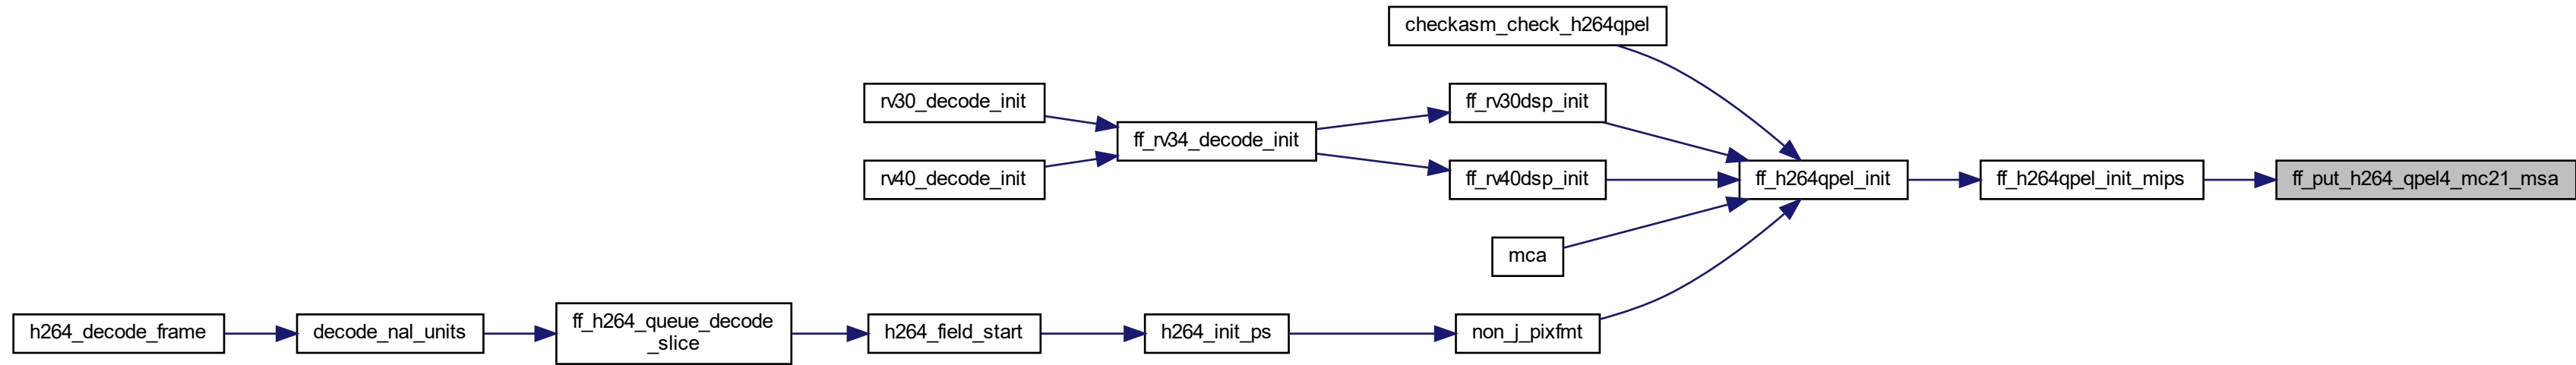 checkasm_check_h264qpel
rv30_decode_init
ff_rv30dsp_init
ff_rv34_decode_init
rv40_decode_init
ff_rv40dsp_init
ff_h264qpel_init
ff_h264qpel_init_mips
ff_put_h264_qpel4_mc21_msa
mca
h264_decode_frame
decode_nal_units
ff_h264_queue_decode
_slice
h264_field_start
h264_init_ps
non_j_pixfmt